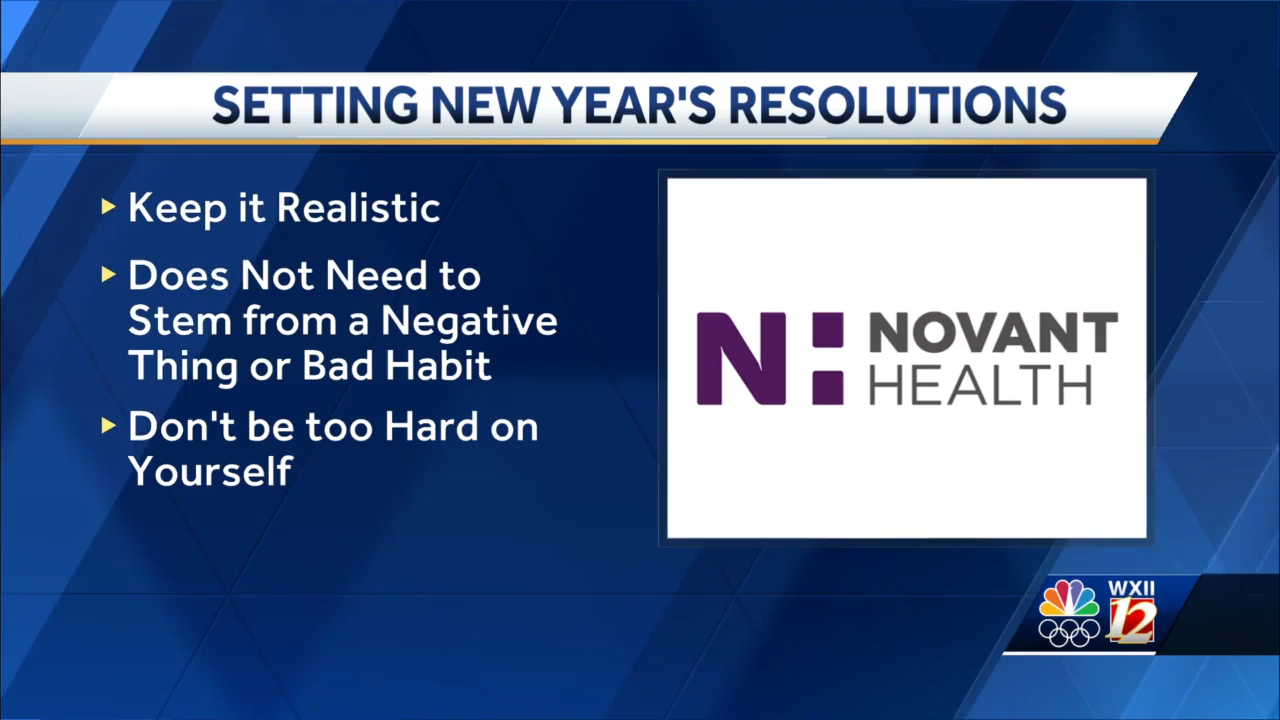 SETTING NEW YEAR'S RESOLUTIONS
Keep it Realistic
Does Not Need to
Stem from a Negative
Thing or Bad Habit
Don't be too Hard on
Yourself
N
NOVANT
HEALTH
WXII
12